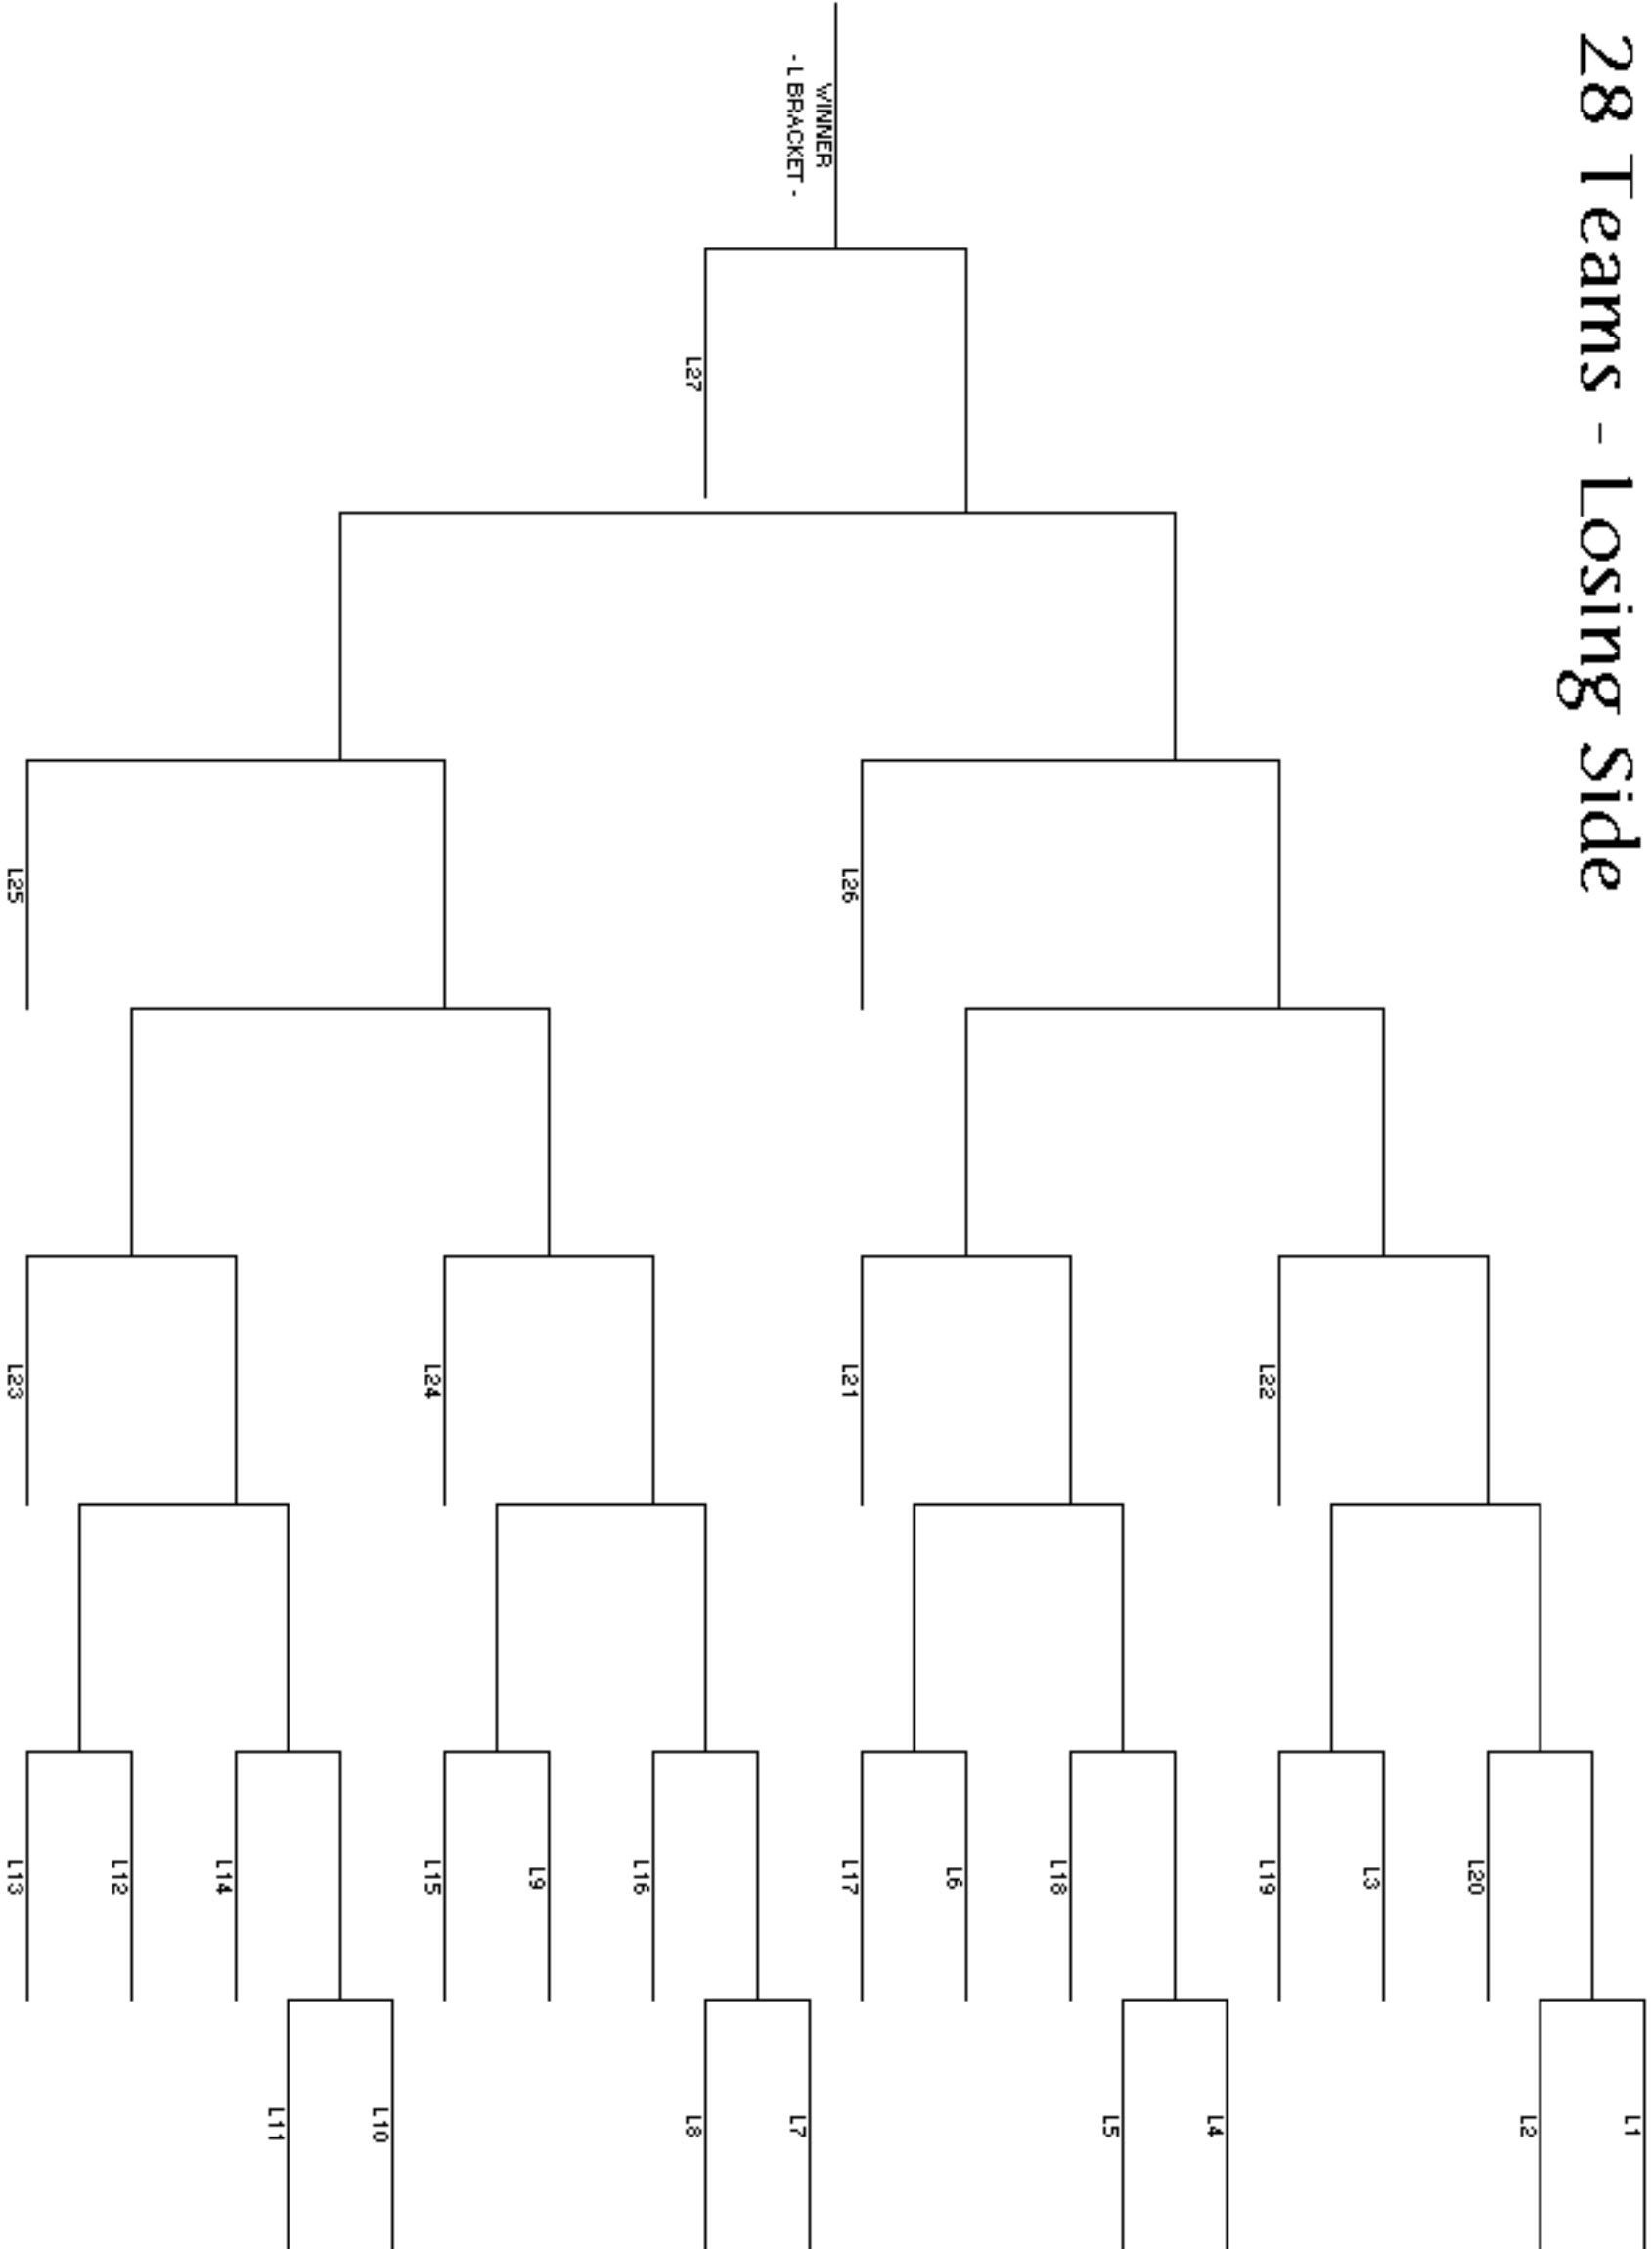 28 Teams - Losing Side
L1
L2
L20
L3
L22
L19
L4
L5
L18
L6
L26
L21
L17
WINNER
- L BRACKET -
L7
L27
L8
L16
L9
L24
L15
L10
L11
L14
L12
L25
L23
L13